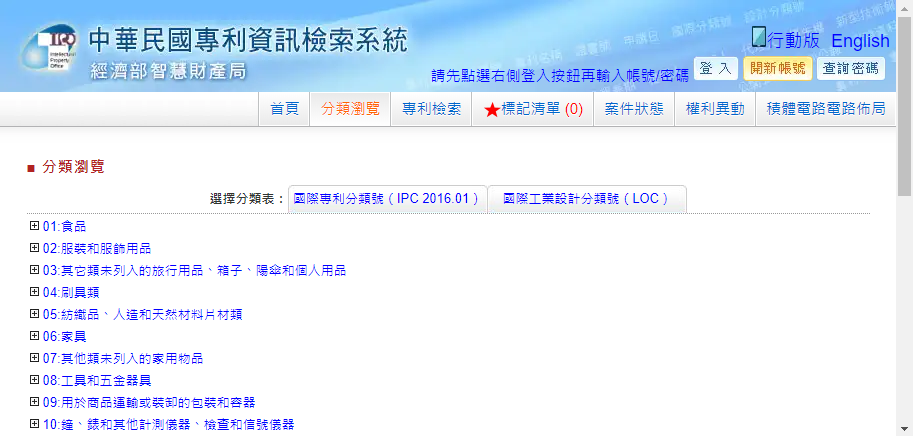 中華民國專利資訊檢索系統
經濟部智慧財產局
Intellectual Property Office
行動版 English
請先點選右側登入按鈕再輸入帳號/密碼 登 入 開新帳號 查詢密碼
首頁 分類瀏覽 專利檢索 ★標記清單 (0) 案件狀態 權利異動 積體電路電路佈局
分類瀏覽
選擇分類表： 國際專利分類號（IPC 2016.01） 國際工業設計分類號（LOC）
01:食品
02:服裝和服飾用品
03:其它類未列入的旅行用品、箱子、陽傘和個人用品
04:刷具類
05:紡織品、人造和天然材料片材類
06:家具
07:其他類未列入的家用物品
08:工具和五金器具
09:用於商品運輸或裝卸的包裝和容器
10:鐘、錶和其他計測儀器、檢查和信號儀器